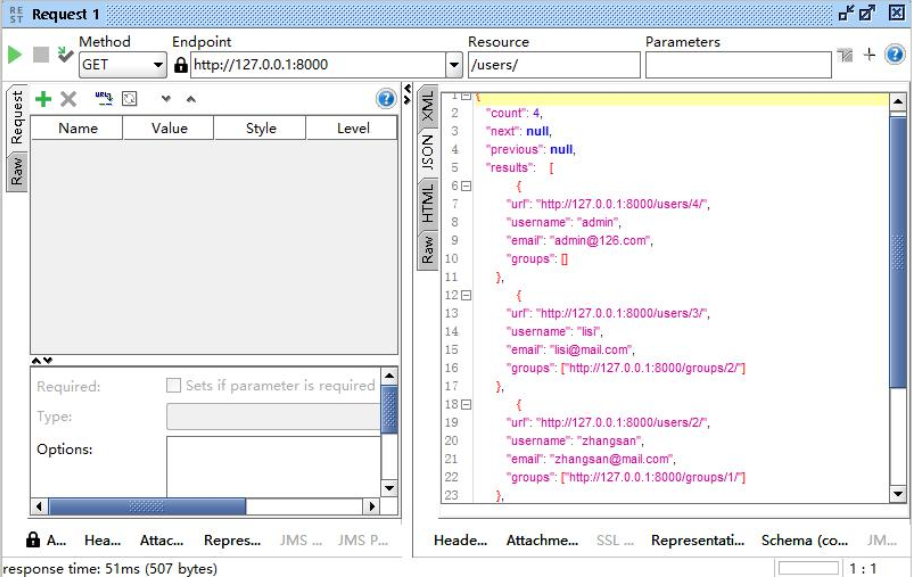 REST Request 1
Method Endpoint Resource Parameters
GET http://127.0.0.1:8000 /users/
Request
Raw
Name Value Style Level
Required: Sets if parameter is required
Type:
Options:
XML
JSON
HTML
Raw
1 {
2 "count": 4,
3 "next": null,
4 "previous": null,
5 "results": [
6 {
7 "url": "http://127.0.0.1:8000/users/4/",
8 "username": "admin",
9 "email": "admin@126.com",
10 "groups": []
11 },
12 {
13 "url": "http://127.0.0.1:8000/users/3/",
14 "username": "lisi",
15 "email": "lisi@mail.com",
16 "groups": ["http://127.0.0.1:8000/groups/2/"]
17 },
18 {
19 "url": "http://127.0.0.1:8000/users/2/",
20 "username": "zhangsan",
21 "email": "zhangsan@mail.com",
22 "groups": ["http://127.0.0.1:8000/groups/1/"]
23 },
A... Hea... Attac... Repres... JMS ... JMS P...
Heade... Attachme... SSL ... Representati... Schema (co... JM...
response time: 51ms (507 bytes) 1 : 1